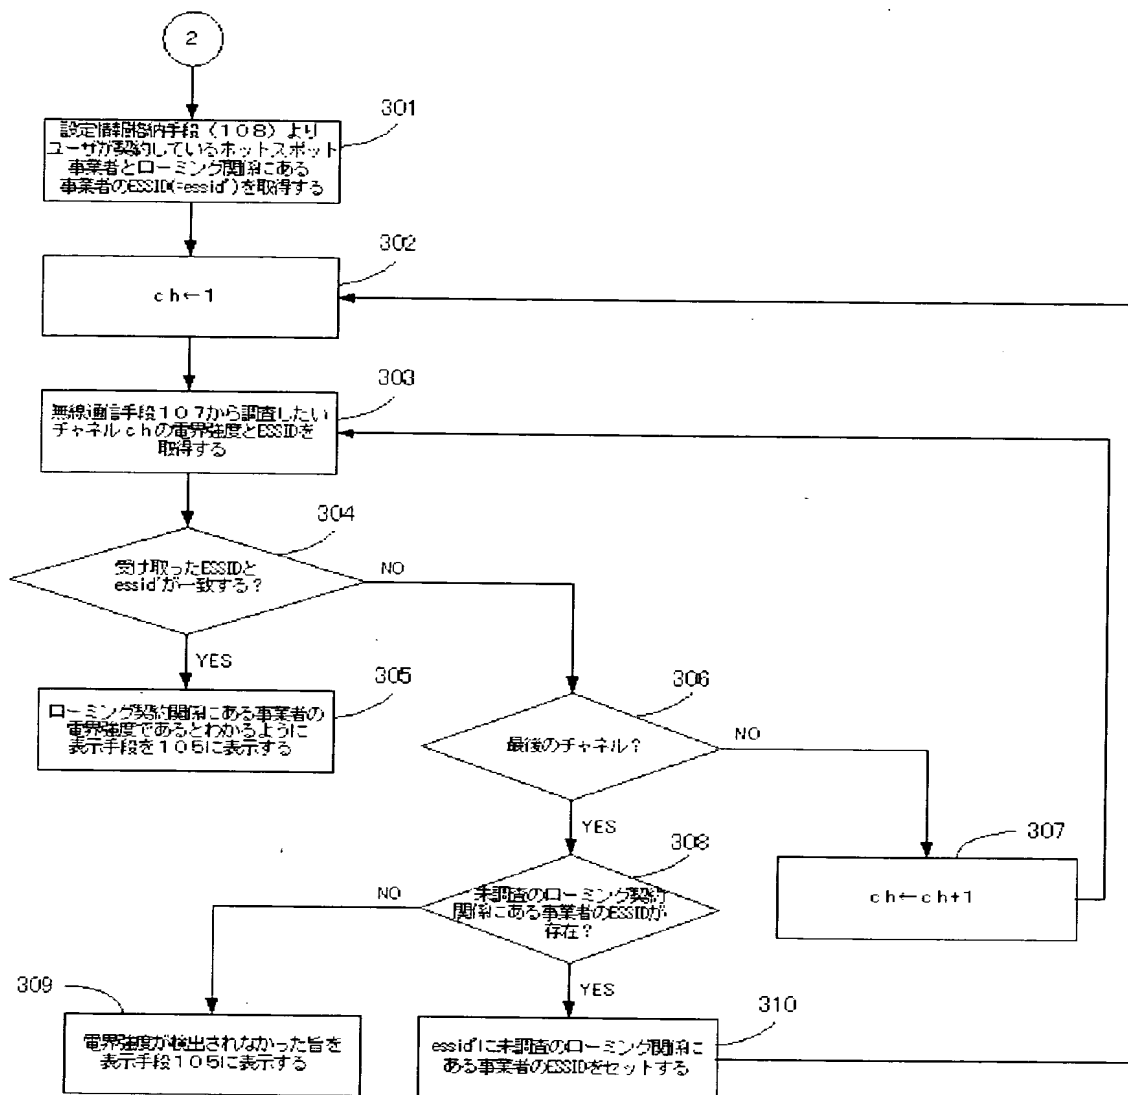 2
301
設定情報格納手段（１０８）より
ユーザが契約しているホットスポット
事業者とローミング関係にある
事業者のESSID(=essid')を取得する
302
ｃｈ←１
303
無線通信手段１０７から調査したい
チャネルｃｈの電界強度とESSIDを
取得する
304
受け取ったESSIDと
essid'が一致する？
NO
YES
305
ローミング契約関係にある事業者の
電界強度であるとわかるように
表示手段を１０５に表示する
306
最後のチャネル？
NO
YES
307
ｃｈ←ｃｈ+１
308
未調査のローミング契約
関係にある事業者のESSIDが
存在？
NO
YES
309
電界強度が検出されなかった旨を
表示手段１０５に表示する
310
essid'に未調査のローミング関係に
ある事業者のESSIDをセットする